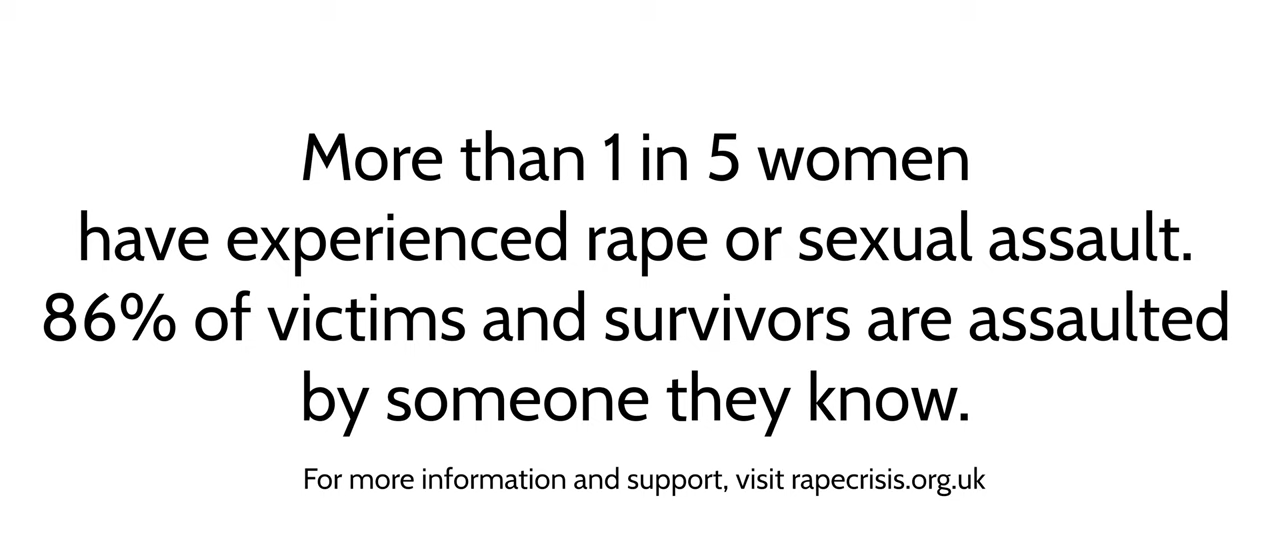 More than 1 in 5 women
have experienced rape or sexual assault.
86% of victims and survivors are assaulted
by someone they know.
For more information and support, visit rapecrisis.org.uk